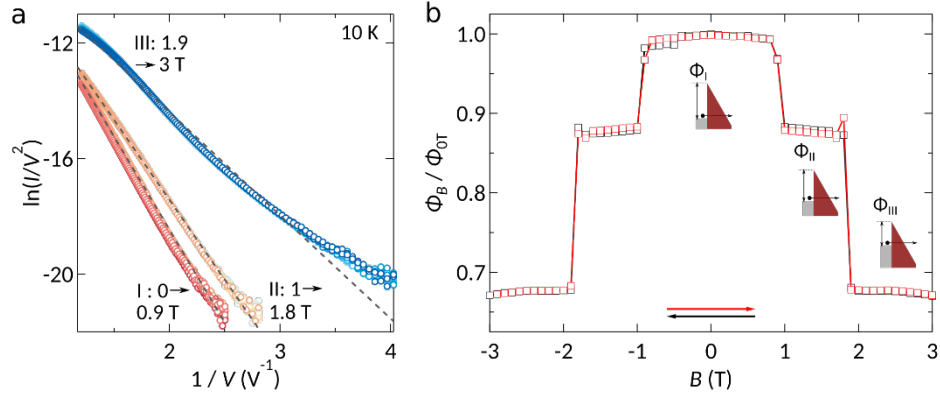 a
10 K
III: 1.9
→ 3 T
I : 0→
0.9 T
II: 1→
1.8 T
-12
-16
-20
ln(I/V²)
2
3
4
1 / V (V⁻¹)
b
1.0
0.9
0.8
0.7
Φ_B / Φ_0T
Φ_I
Φ_II
Φ_III
-3
-2
-1
0
1
2
3
B (T)